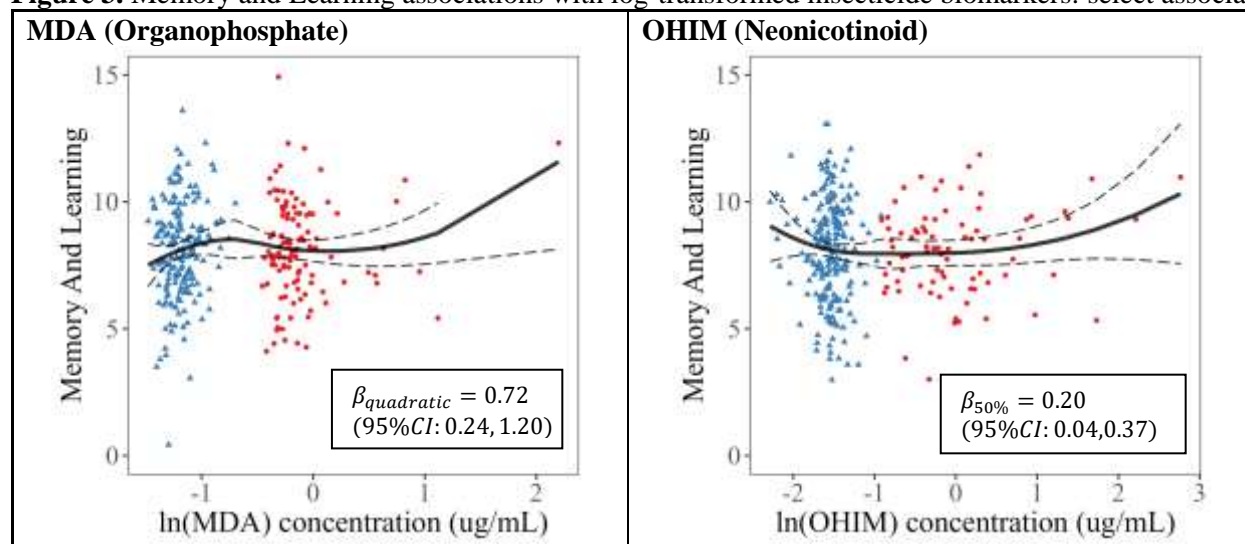 Figure 3. Memory and Learning associations with log-transformed insecticide biomarkers: select associa
MDA (Organophosphate)
15
10
5
0
Memory And Learning
-1 0 1 2
ln(MDA) concentration (ug/mL)
β_quadratic = 0.72
(95%CI: 0.24, 1.20)
OHIM (Neonicotinoid)
15
10
5
0
Memory And Learning
-2 -1 0 1 2 3
ln(OHIM) concentration (ug/mL)
β_50% = 0.20
(95%CI: 0.04,0.37)